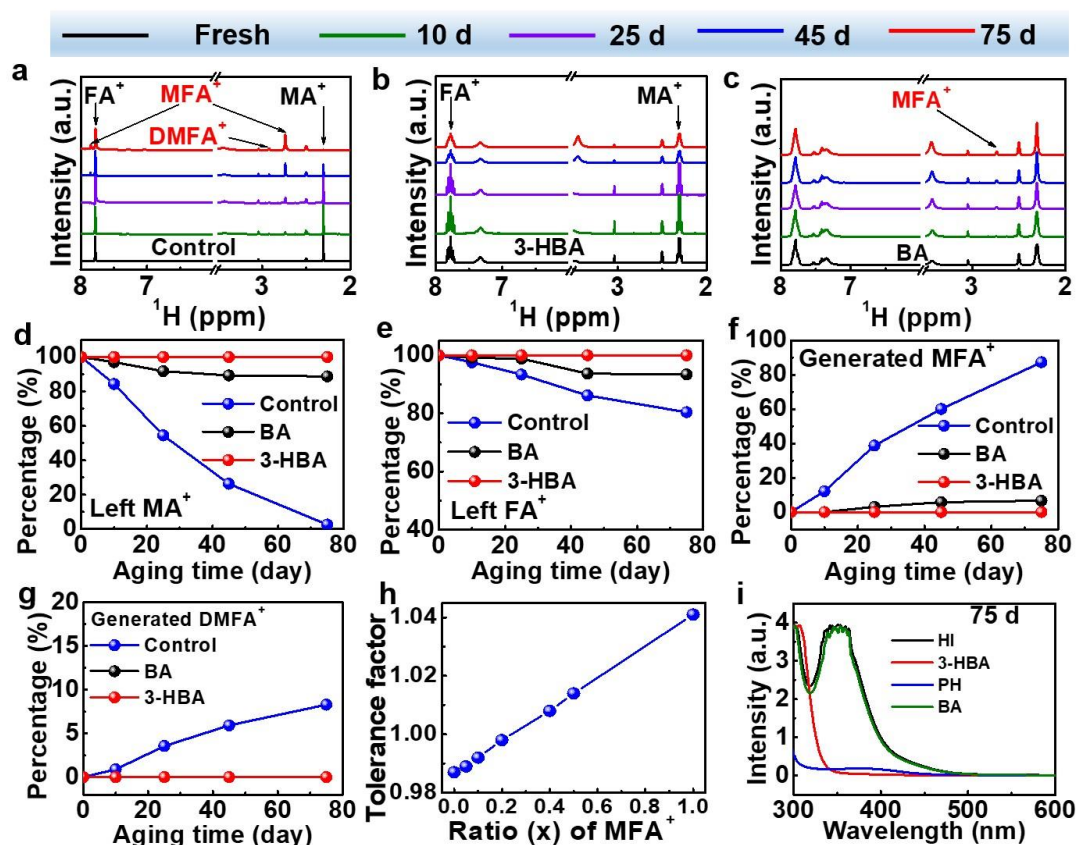 Fresh 10 d 25 d 45 d 75 d
a
FA⁺ MFA⁺ MA⁺
DMFA⁺
Control
Intensity (a.u.)
8 7 3 2
¹H (ppm)
b
FA⁺ MA⁺
3-HBA
Intensity (a.u.)
8 7 3 2
¹H (ppm)
c
MFA⁺
BA
Intensity (a.u.)
8 7 3 2
¹H (ppm)
d
Percentage (%)
100
80
60
40
20
0
Control
BA
3-HBA
Left MA⁺
0 20 40 60 80
Aging time (day)
e
Percentage (%)
100
80
60
40
Control
BA
3-HBA
Left FA⁺
0 20 40 60 80
Aging time (day)
f
Percentage (%)
100
80
60
40
20
0
Generated MFA⁺
Control
BA
3-HBA
0 20 40 60 80
Aging time (day)
g
Percentage (%)
20
15
10
5
0
Generated DMFA⁺
Control
BA
3-HBA
0 20 40 60 80
Aging time (day)
h
Tolerance factor
1.04
1.02
1.00
0.98
0.0 0.2 0.4 0.6 0.8 1.0
Ratio (x) of MFA⁺
i
75 d
Intensity (a.u.)
4
3
2
1
0
HI
3-HBA
PH
BA
300 400 500 600
Wavelength (nm)